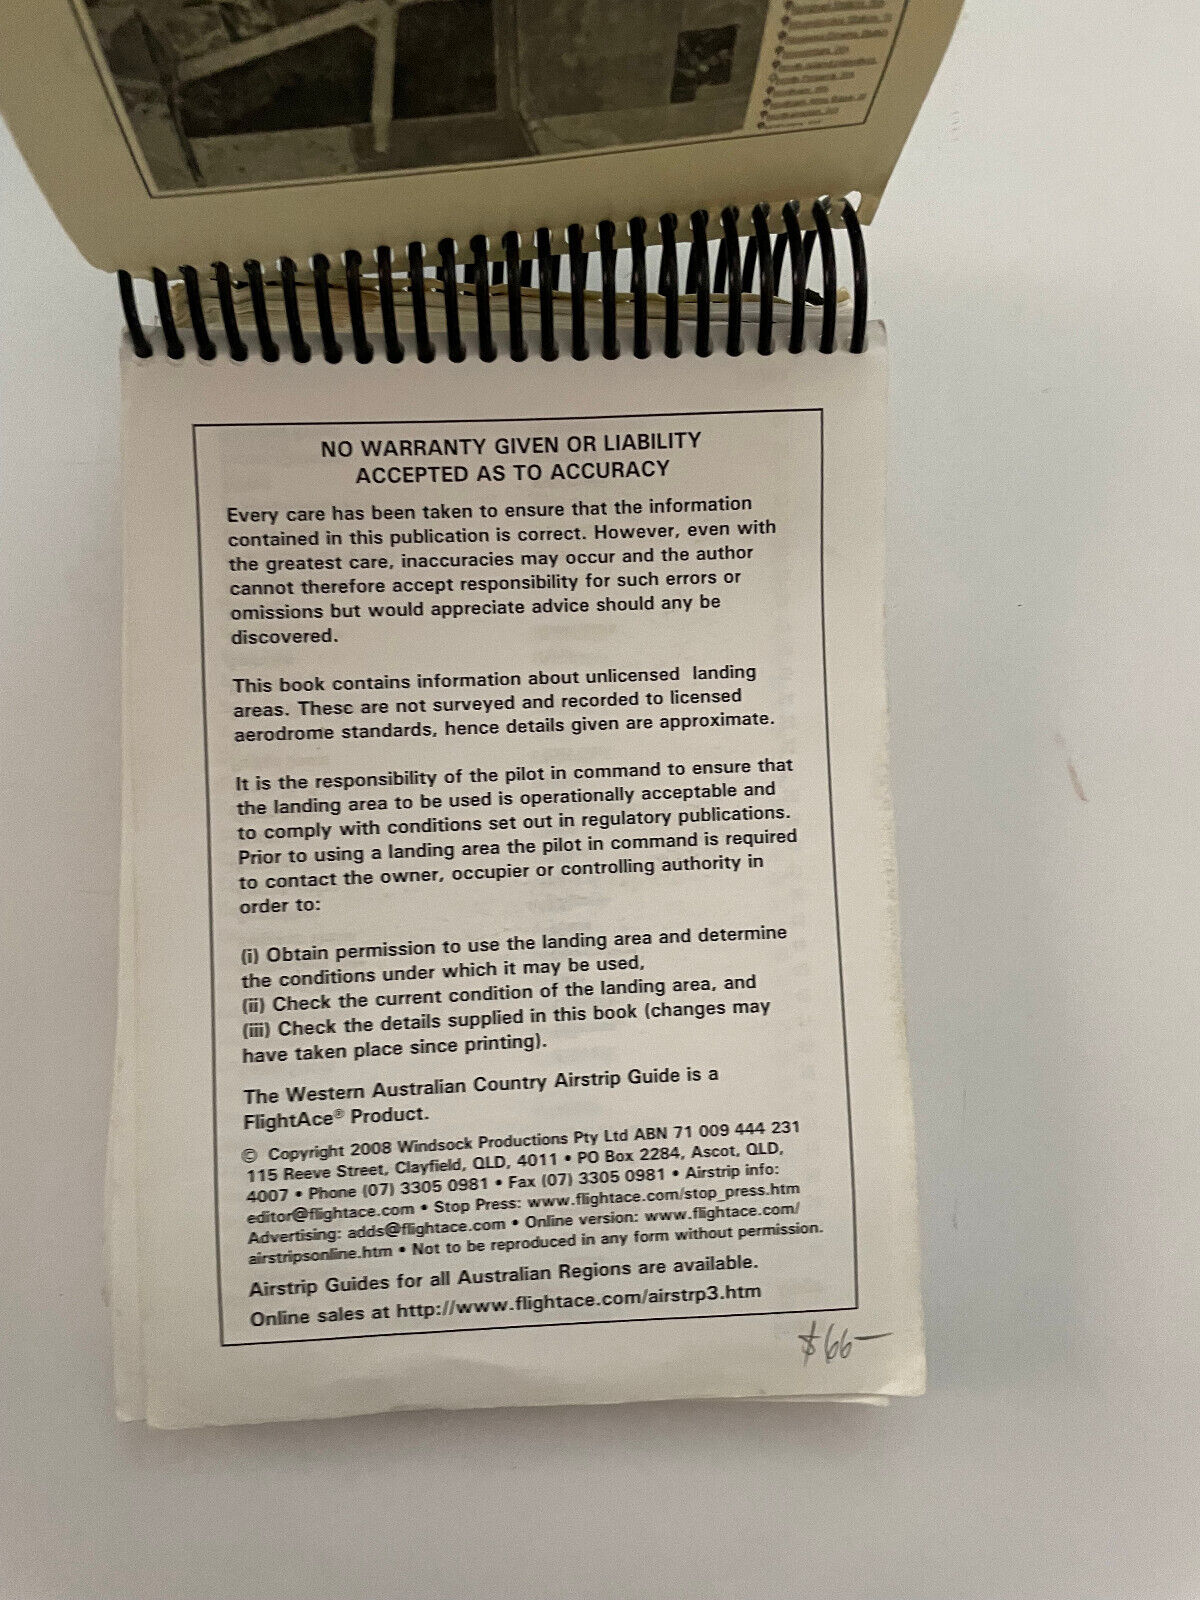 NO WARRANTY GIVEN OR LIABILITY
ACCEPTED AS TO ACCURACY
Every care has been taken to ensure that the information
contained in this publication is correct. However, even with
the greatest care, inaccuracies may occur and the author
cannot therefore accept responsibility for such errors or
omissions but would appreciate advice should any be
discovered.
This book contains information about unlicensed landing
areas. These are not surveyed and recorded to licensed
aerodrome standards, hence details given are approximate.
It is the responsibility of the pilot in command to ensure that
the landing area to be used is operationally acceptable and
to comply with conditions set out in regulatory publications.
Prior to using a landing area the pilot in command is required
to contact the owner, occupier or controlling authority in
order to:
(i) Obtain permission to use the landing area and determine
the conditions under which it may be used,
(ii) Check the current condition of the landing area, and
(iii) Check the details supplied in this book (changes may
have taken place since printing).
The Western Australian Country Airstrip Guide is a
FlightAce® Product.
© Copyright 2008 Windsock Productions Pty Ltd ABN 71 009 444 231
115 Reeve Street, Clayfield, QLD, 4011 • PO Box 2284, Ascot, QLD,
4007 • Phone (07) 3305 0981 • Fax (07) 3305 0981 • Airstrip info:
editor@flightace.com • Stop Press: www.flightace.com/stop_press.htm
Advertising: adds@flightace.com • Online version: www.flightace.com/
airstripsonline.htm • Not to be reproduced in any form without permission.
Airstrip Guides for all Australian Regions are available.
Online sales at http://www.flightace.com/airstrp3.htm
$66—